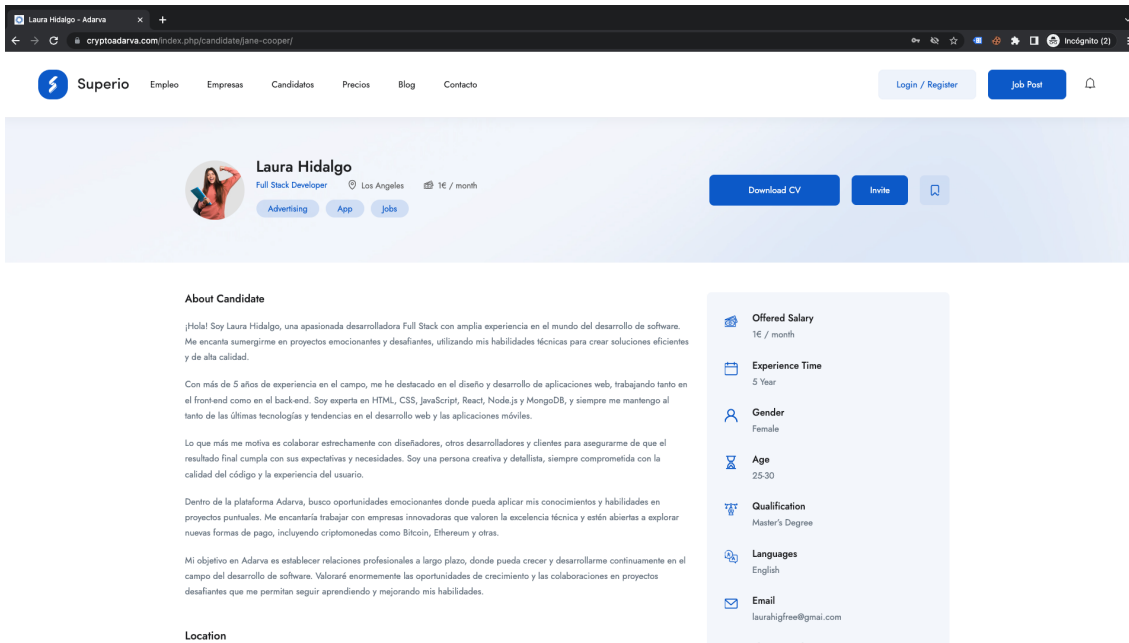 Laura Hidalgo - Adarva
cryptoadarva.com/index.php/candidate/jane-cooper/
Incógnito (2)
Superio
Empleo
Empresas
Candidatos
Precios
Blog
Contacto
Login / Register
Job Post
Laura Hidalgo
Full Stack Developer
Los Angeles
1€ / month
Advertising
App
Jobs
Download CV
Invite
About Candidate
¡Hola! Soy Laura Hidalgo, una apasionada desarrolladora Full Stack con amplia experiencia en el mundo del desarrollo de software.
Me encanta sumergirme en proyectos emocionantes y desafiantes, utilizando mis habilidades técnicas para crear soluciones eficientes
y de alta calidad.
Con más de 5 años de experiencia en el campo, me he destacado en el diseño y desarrollo de aplicaciones web, trabajando tanto en
el front-end como en el back-end. Soy experta en HTML, CSS, JavaScript, React, Node.js y MongoDB, y siempre me mantengo al
tanto de las últimas tecnologías y tendencias en el desarrollo web y las aplicaciones móviles.
Lo que más me motiva es colaborar estrechamente con diseñadores, otros desarrolladores y clientes para asegurarme de que el
resultado final cumpla con sus expectativas y necesidades. Soy una persona creativa y detallista, siempre comprometida con la
calidad del código y la experiencia del usuario.
Dentro de la plataforma Adarva, busco oportunidades emocionantes donde pueda aplicar mis conocimientos y habilidades en
proyectos puntuales. Me encantaría trabajar con empresas innovadoras que valoren la excelencia técnica y estén abiertas a explorar
nuevas formas de pago, incluyendo criptomonedas como Bitcoin, Ethereum y otras.
Mi objetivo en Adarva es establecer relaciones profesionales a largo plazo, donde pueda crecer y desarrollarme continuamente en el
campo del desarrollo de software. Valoraré enormemente las oportunidades de crecimiento y las colaboraciones en proyectos
desafiantes que me permitan seguir aprendiendo y mejorando mis habilidades.
Location
Offered Salary
1€ / month
Experience Time
5 Year
Gender
Female
Age
25-30
Qualification
Master's Degree
Languages
English
Email
laurahigfree@gmai.com